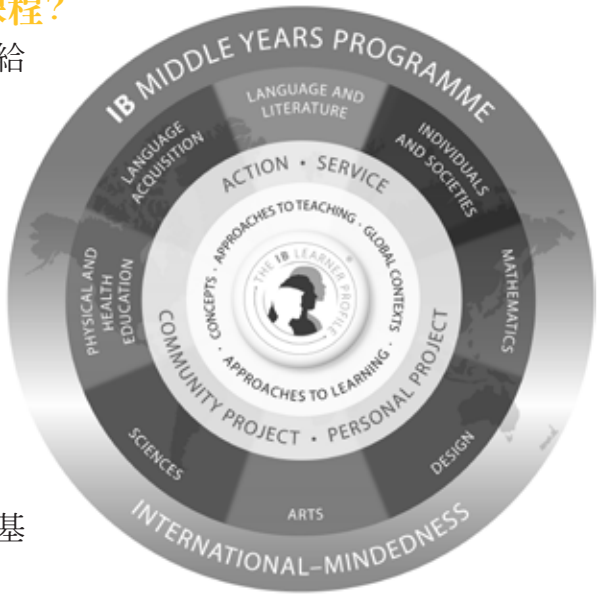 程?
給
IB MIDDLE YEARS PROGRAMME
LANGUAGE AND
LITERATURE
INDIVIDUALS
AND SOCIETIES
MATHEMATICS
DESIGN
ARTS
SCIENCES
PHYSICAL AND
HEALTH
EDUCATION
LANGUAGE
ACQUISITION
ACTION • SERVICE
PERSONAL PROJECT
COMMUNITY PROJECT
APPROACHES TO TEACHING
GLOBAL CONTEXTS
APPROACHES TO LEARNING
CONCEPTS
THE IB LEARNER PROFILE
INTERNATIONAL–MINDEDNESS
基